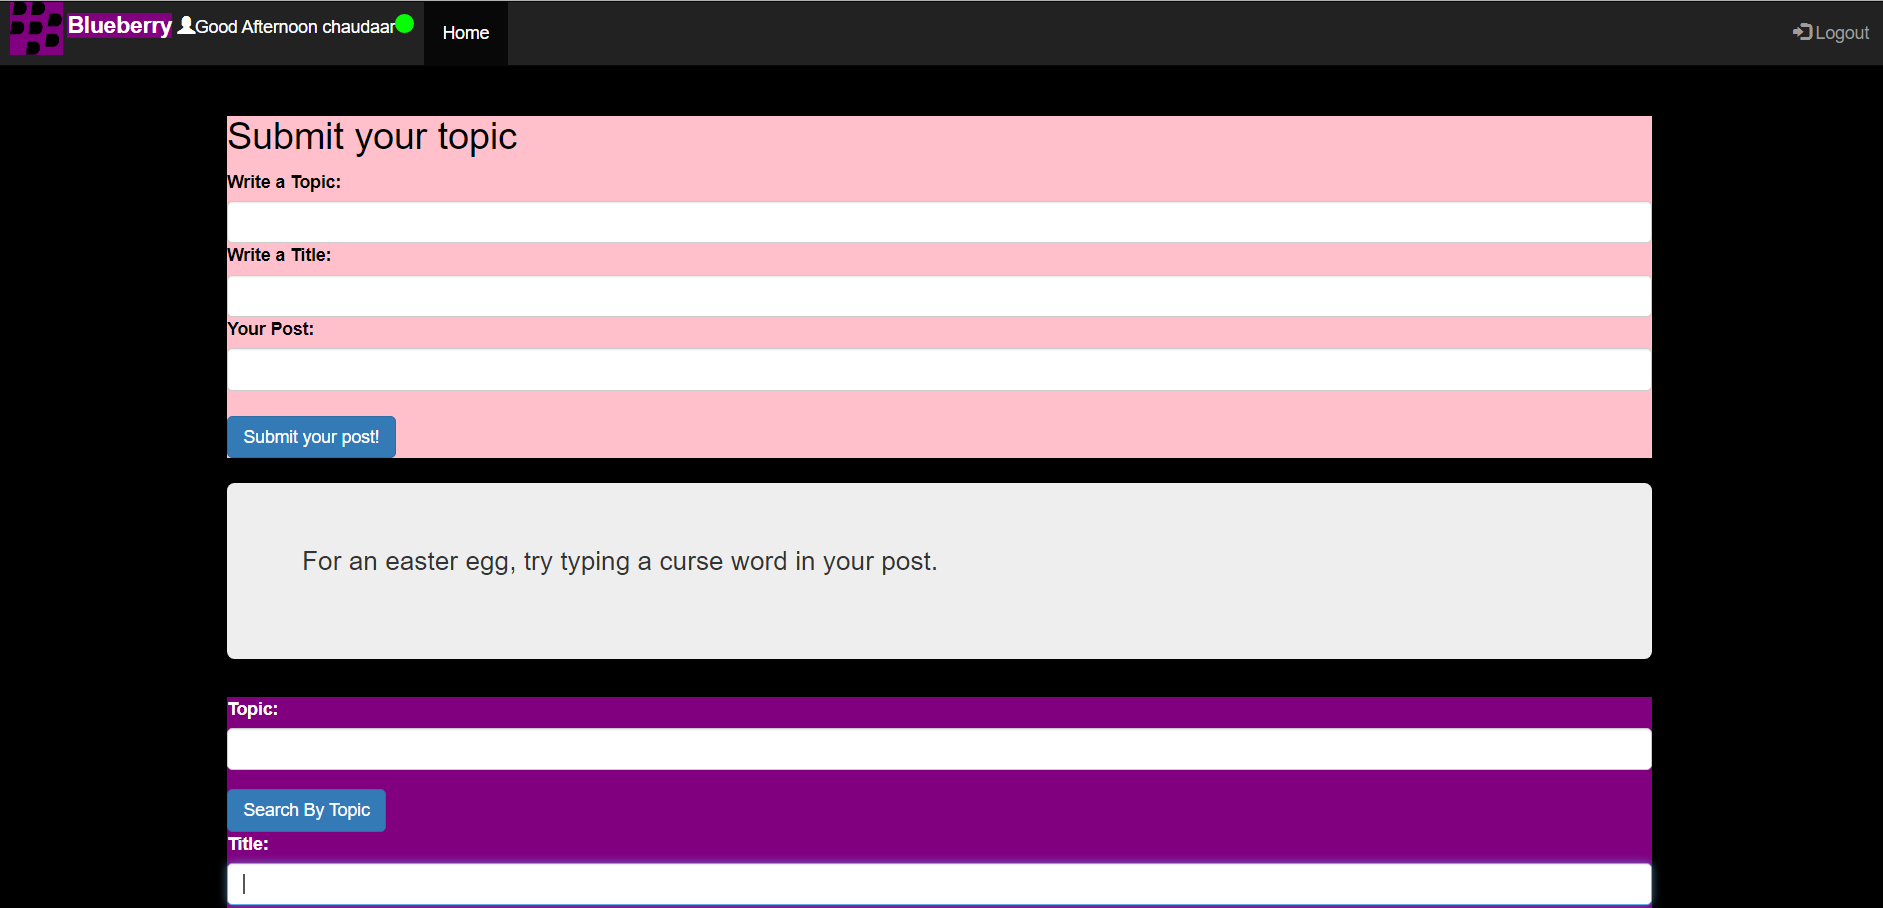 Blueberry Good Afternoon chaudaar Home Logout
Submit your topic
Write a Topic:
Write a Title:
Your Post:
Submit your post!
For an easter egg, try typing a curse word in your post.
Topic:
Search By Topic
Title: